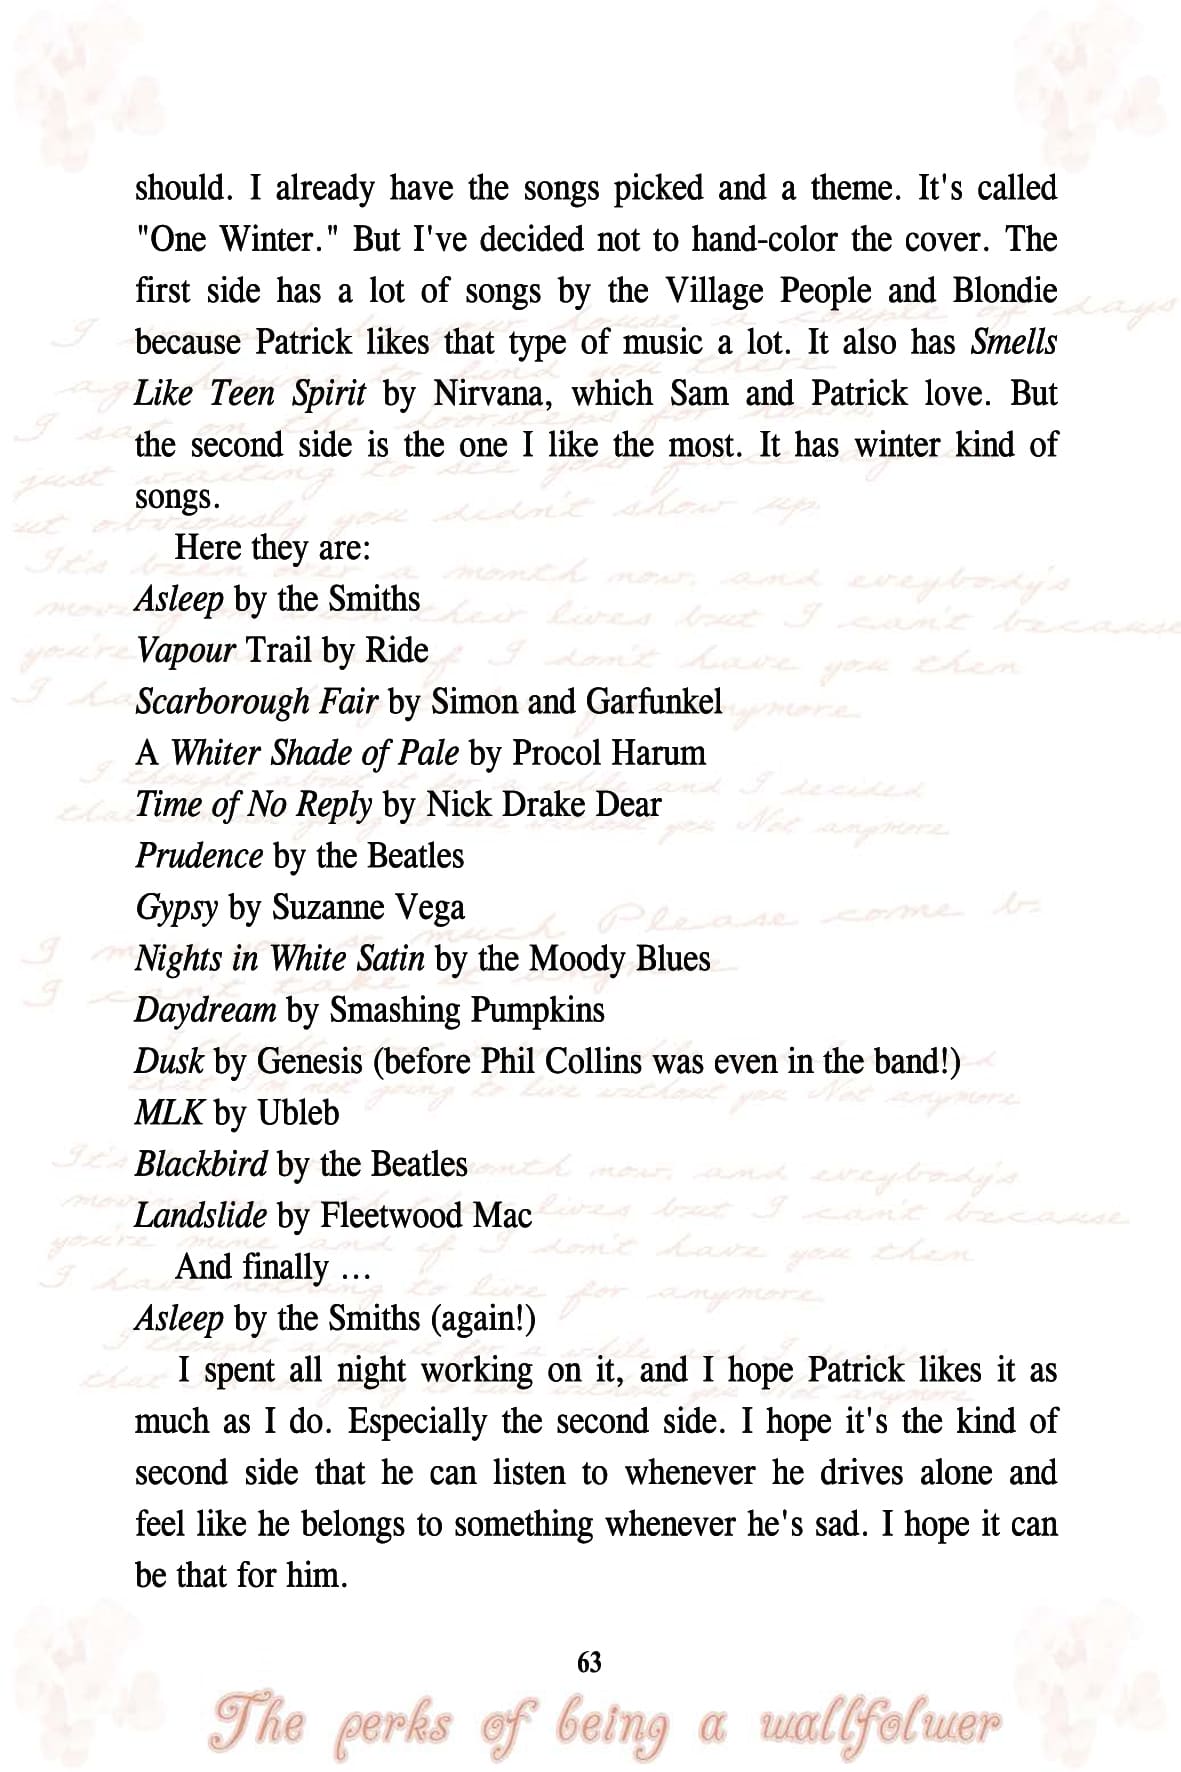 should. I already have the songs picked and a theme. It's called
"One Winter." But I've decided not to hand-color the cover. The
first side has a lot of songs by the Village People and Blondie
because Patrick likes that type of music a lot. It also has Smells
Like Teen Spirit by Nirvana, which Sam and Patrick love. But
the second side is the one I like the most. It has winter kind of
songs.
Here they are:
Asleep by the Smiths
Vapour Trail by Ride
Scarborough Fair by Simon and Garfunkel
A Whiter Shade of Pale by Procol Harum
Time of No Reply by Nick Drake Dear
Prudence by the Beatles
Gypsy by Suzanne Vega
Nights in White Satin by the Moody Blues
Daydream by Smashing Pumpkins
Dusk by Genesis (before Phil Collins was even in the band!)
MLK by Ubleb
Blackbird by the Beatles
Landslide by Fleetwood Mac
And finally ...
Asleep by the Smiths (again!)
I spent all night working on it, and I hope Patrick likes it as
much as I do. Especially the second side. I hope it's the kind of
second side that he can listen to whenever he drives alone and
feel like he belongs to something whenever he's sad. I hope it can
be that for him.
63
The perks of being a wallfolwer